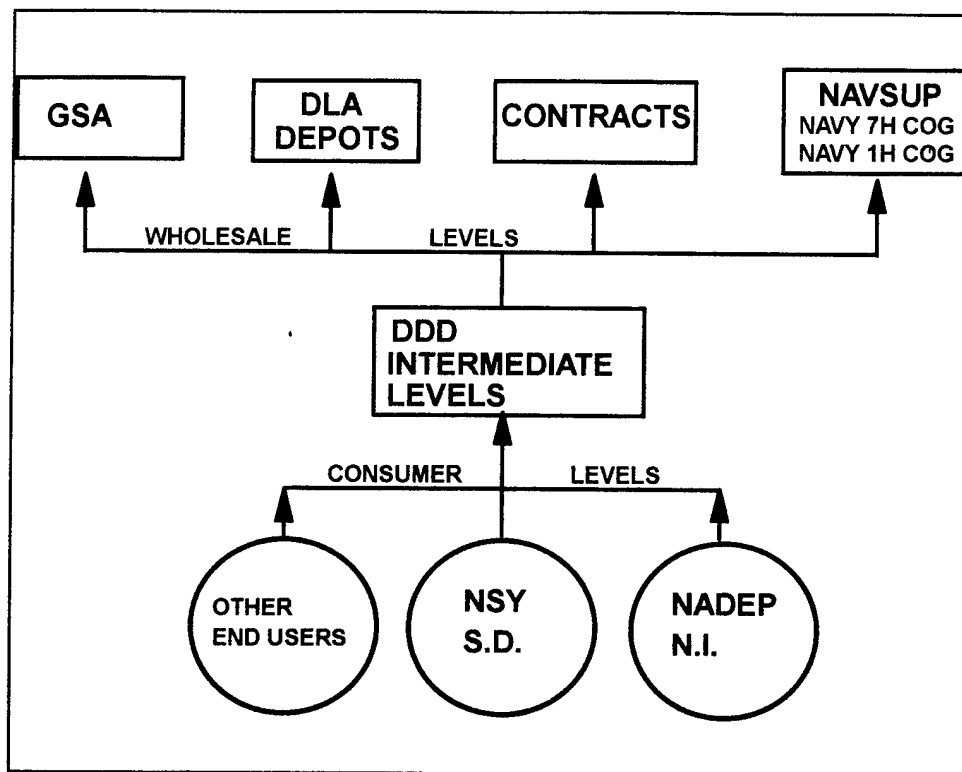 GSA
DLA
DEPOTS
CONTRACTS
NAVSUP
NAVY 7H COG
NAVY 1H COG
WHOLESALE LEVELS
DDD
INTERMEDIATE
LEVELS
CONSUMER LEVELS
OTHER
END USERS
NSY
S.D.
NADEP
N.I.